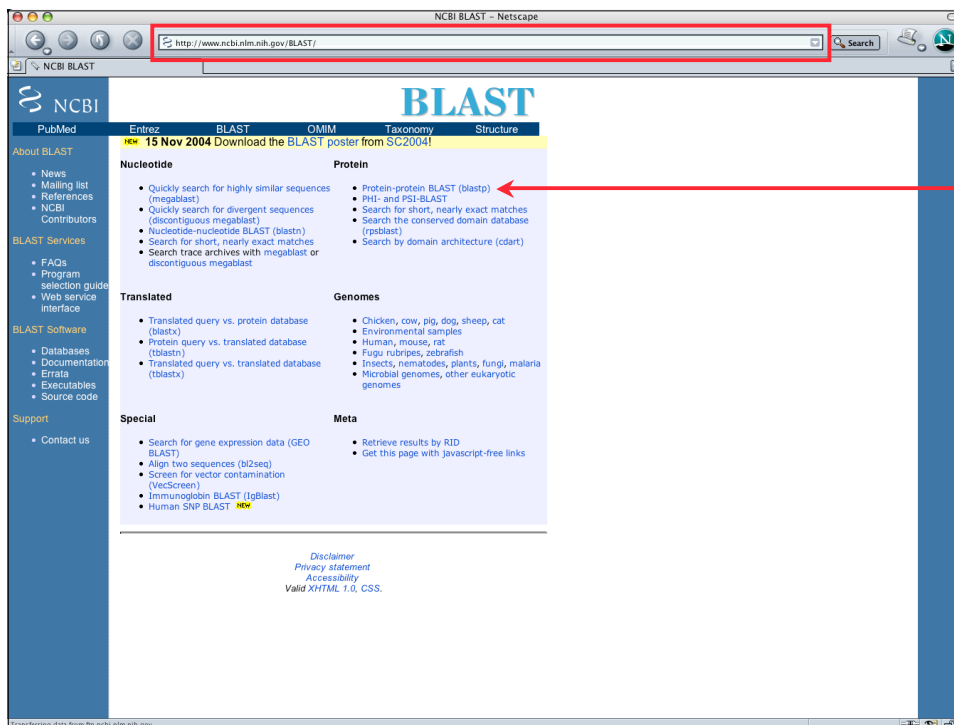 NCBI BLAST - Netscape
http://www.ncbi.nlm.nih.gov/BLAST/
Search
N
NCBI BLAST
NCBI
BLAST
PubMed Entrez BLAST OMIM Taxonomy Structure
NEW 15 Nov 2004 Download the BLAST poster from SC2004!
About BLAST
News
Mailing list
References
NCBI
Contributors
BLAST Services
FAQs
Program
selection guide
Web service
interface
BLAST Software
Databases
Documentation
Errata
Executables
Source code
Support
Contact us
Nucleotide
Quickly search for highly similar sequences
(megablast)
Quickly search for divergent sequences
(discontiguous megablast)
Nucleotide-nucleotide BLAST (blastn)
Search for short, nearly exact matches
Search trace archives with megablast or
discontiguous megablast
Protein
Protein-protein BLAST (blastp)
PHI- and PSI-BLAST
Search for short, nearly exact matches
Search the conserved domain database
(rpsblast)
Search by domain architecture (cdart)
Translated
Translated query vs. protein database
(blastx)
Protein query vs. translated database
(tblastn)
Translated query vs. translated database
(tblastx)
Genomes
Chicken, cow, pig, dog, sheep, cat
Environmental samples
Human, mouse, rat
Fugu rubripes, zebrafish
Insects, nematodes, plants, fungi, malaria
Microbial genomes, other eukaryotic
genomes
Special
Search for gene expression data (GEO
BLAST)
Align two sequences (bl2seq)
Screen for vector contamination
(VecScreen)
Immunoglobin BLAST (IgBlast)
Human SNP BLAST NEW
Meta
Retrieve results by RID
Get this page with javascript-free links
Disclaimer
Privacy statement
Accessibility
Valid XHTML 1.0, CSS.